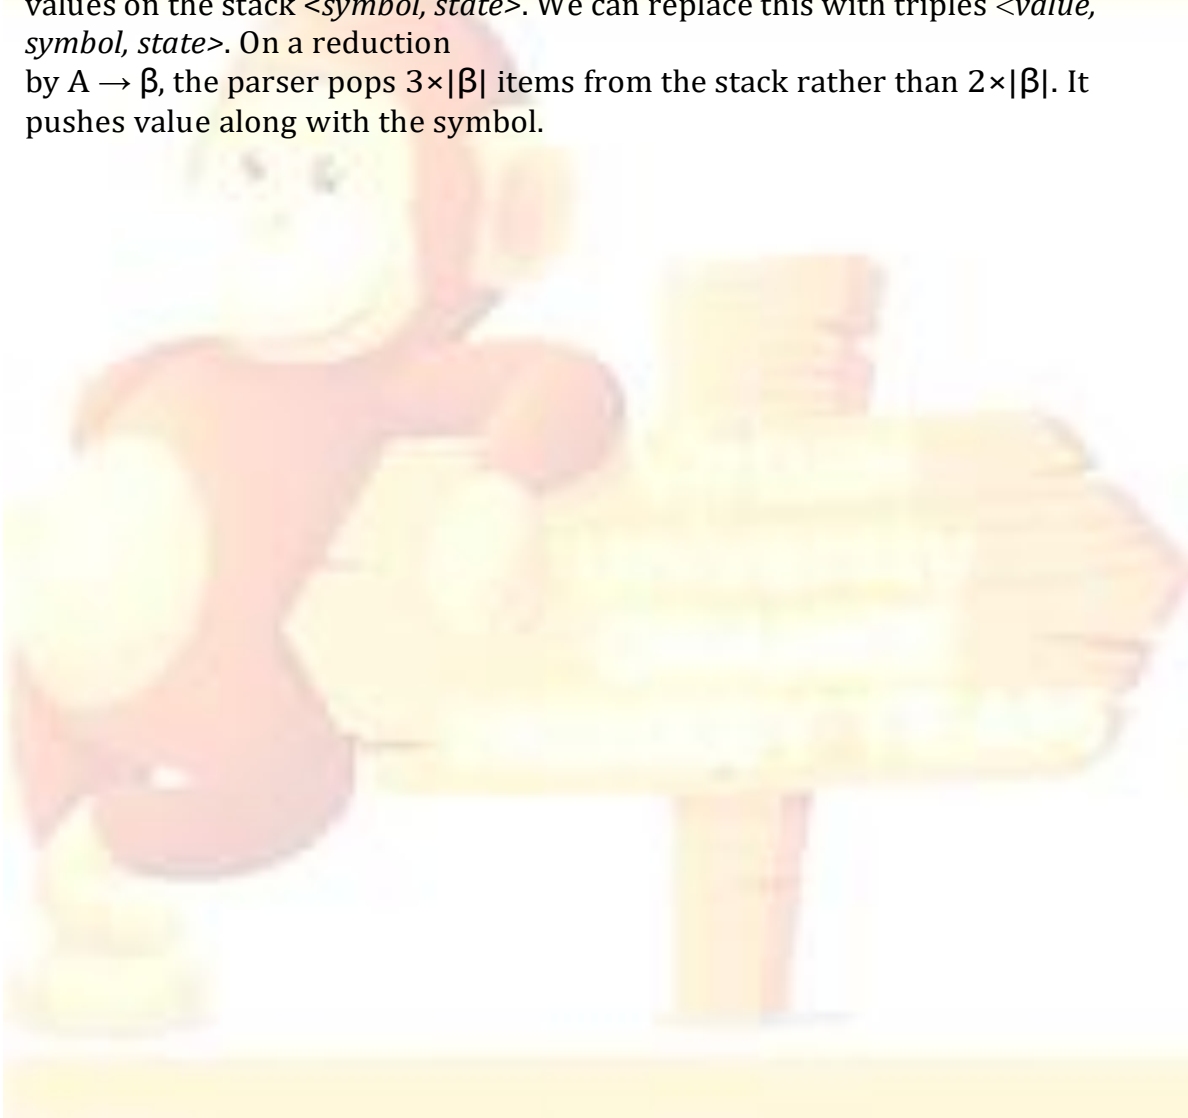 values on the stack <symbol, state>. We can replace this with triples <value,
symbol, state>. On a reduction
by A → β, the parser pops 3×|β| items from the stack rather than 2×|β|. It
pushes value along with the symbol.